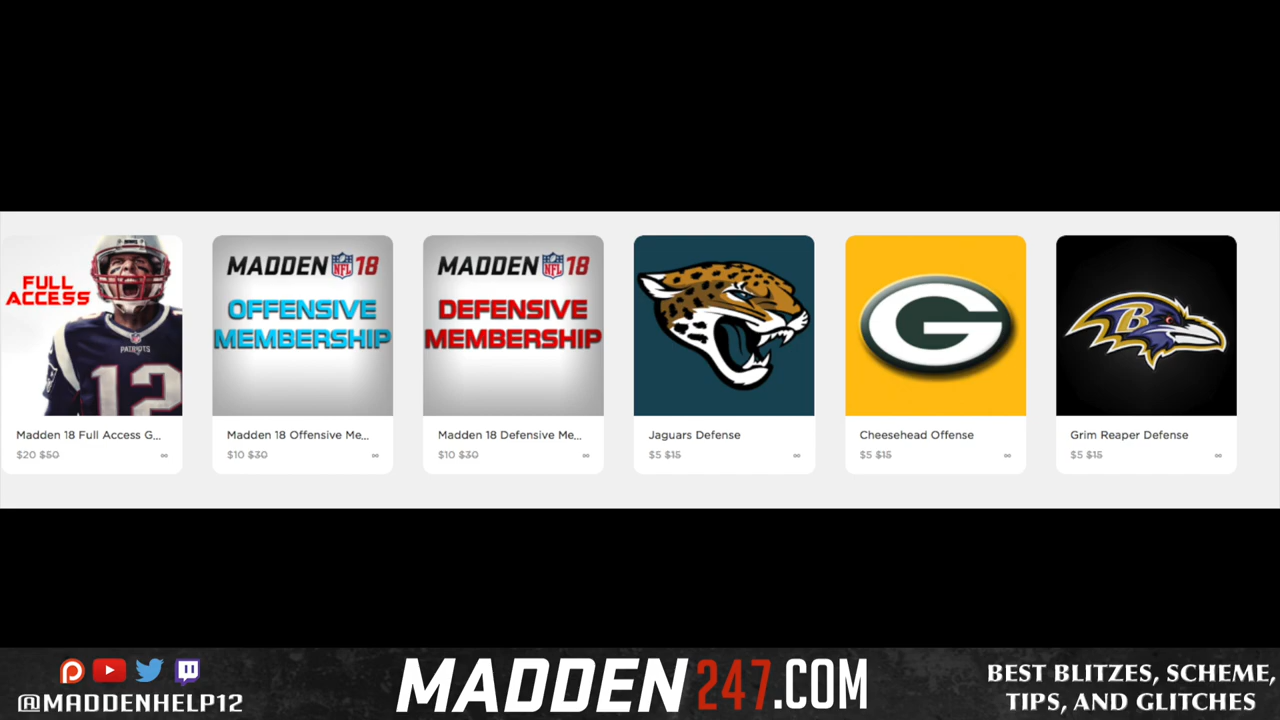 FULL
ACCESS
PATRIOTS
12
MADDEN NFL 18
OFFENSIVE
MEMBERSHIP
MADDEN NFL 18
DEFENSIVE
MEMBERSHIP
G
B
Madden 18 Full Access G...
$20 $50 ∞
Madden 18 Offensive Me...
$10 $30 ∞
Madden 18 Defensive Me...
$10 $30 ∞
Jaguars Defense
$5 $15 ∞
Cheesehead Offense
$5 $15 ∞
Grim Reaper Defense
$5 $15 ∞
@MADDENHELP12
MADDEN 247.COM
BEST BLITZES, SCHEME,
TIPS, AND GLITCHES